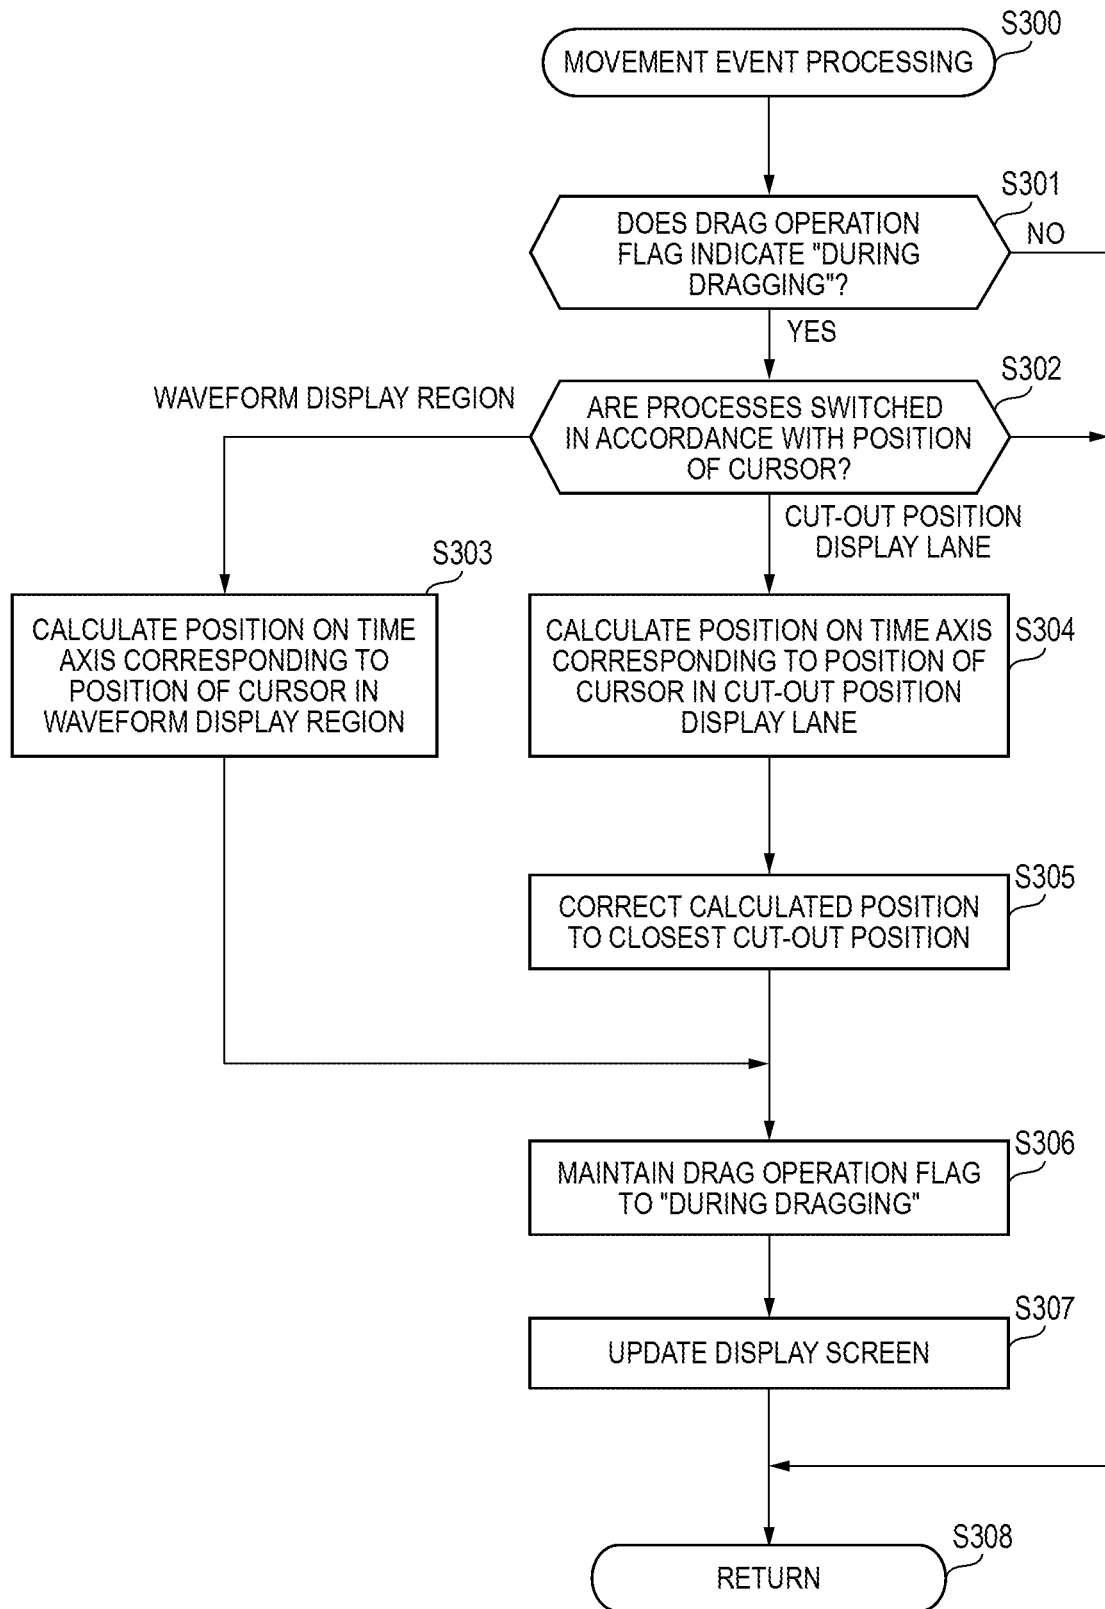 S300
MOVEMENT EVENT PROCESSING
S301
DOES DRAG OPERATION
FLAG INDICATE "DURING
DRAGGING"?
NO
YES
S302
WAVEFORM DISPLAY REGION
ARE PROCESSES SWITCHED
IN ACCORDANCE WITH POSITION
OF CURSOR?
CUT-OUT POSITION
DISPLAY LANE
S303
CALCULATE POSITION ON TIME
AXIS CORRESPONDING TO
POSITION OF CURSOR IN
WAVEFORM DISPLAY REGION
S304
CALCULATE POSITION ON TIME AXIS
CORRESPONDING TO POSITION OF
CURSOR IN CUT-OUT POSITION
DISPLAY LANE
S305
CORRECT CALCULATED POSITION
TO CLOSEST CUT-OUT POSITION
S306
MAINTAIN DRAG OPERATION FLAG
TO "DURING DRAGGING"
S307
UPDATE DISPLAY SCREEN
S308
RETURN